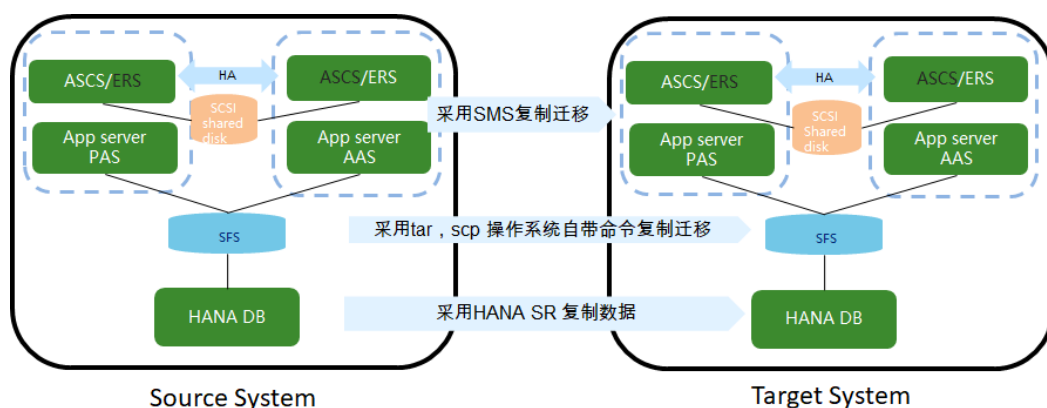 ASCS/ERS
HA
ASCS/ERS
SCSI
shared
disk
App server
PAS
App server
AAS
SFS
HANA DB
Source System
采用SMS复制迁移
采用tar，scp 操作系统自带命令复制迁移
采用HANA SR 复制数据
ASCS/ERS
HA
ASCS/ERS
SCSI
Shared
disk
App server
PAS
App server
AAS
SFS
HANA DB
Target System